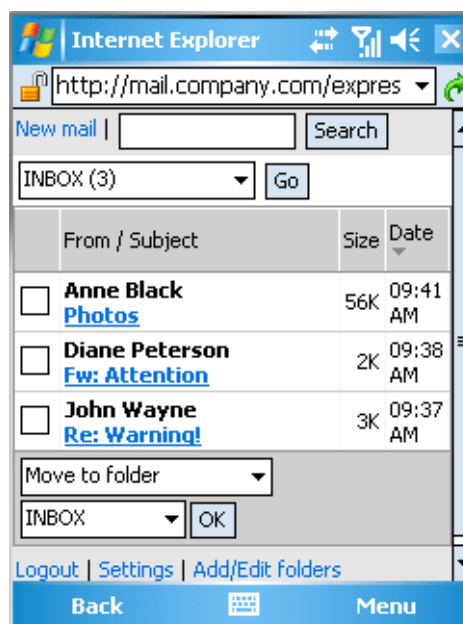 Internet Explorer
http://mail.company.com/expres
New mail | Search
INBOX (3) Go
From / Subject Size Date
Anne Black 56K 09:41 AM
Photos
Diane Peterson 2K 09:38 AM
Fw: Attention
John Wayne 3K 09:37 AM
Re: Warning!
Move to folder
INBOX OK
Logout | Settings | Add/Edit folders
Back Menu